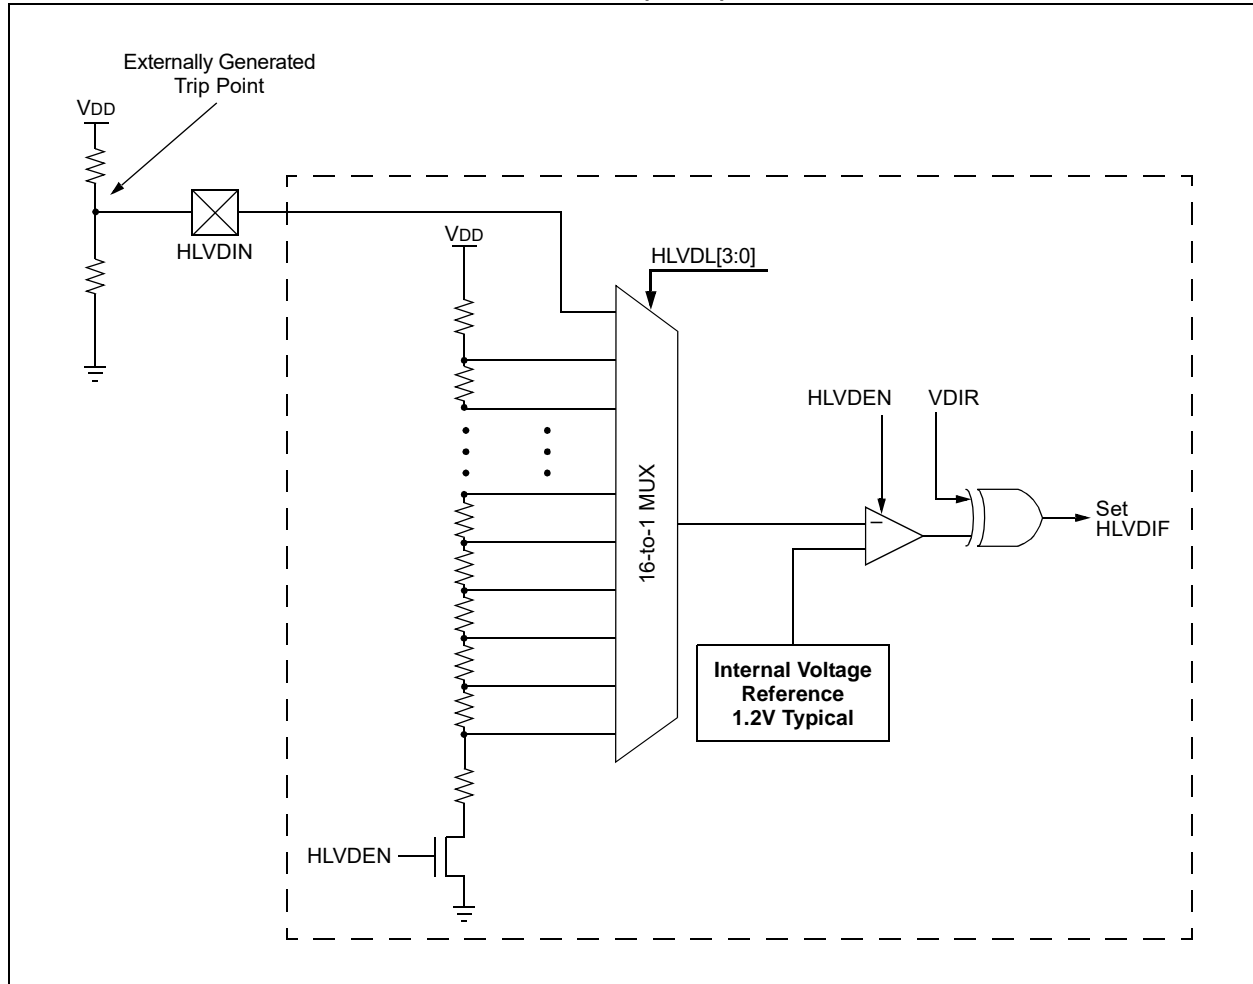 Externally Generated
Trip Point
VDD
HLVDIN
VDD
HLVDL[3:0]
16-to-1 MUX
HLVDEN
VDIR
–
Set
HLVDIF
Internal Voltage
Reference
1.2V Typical
HLVDEN